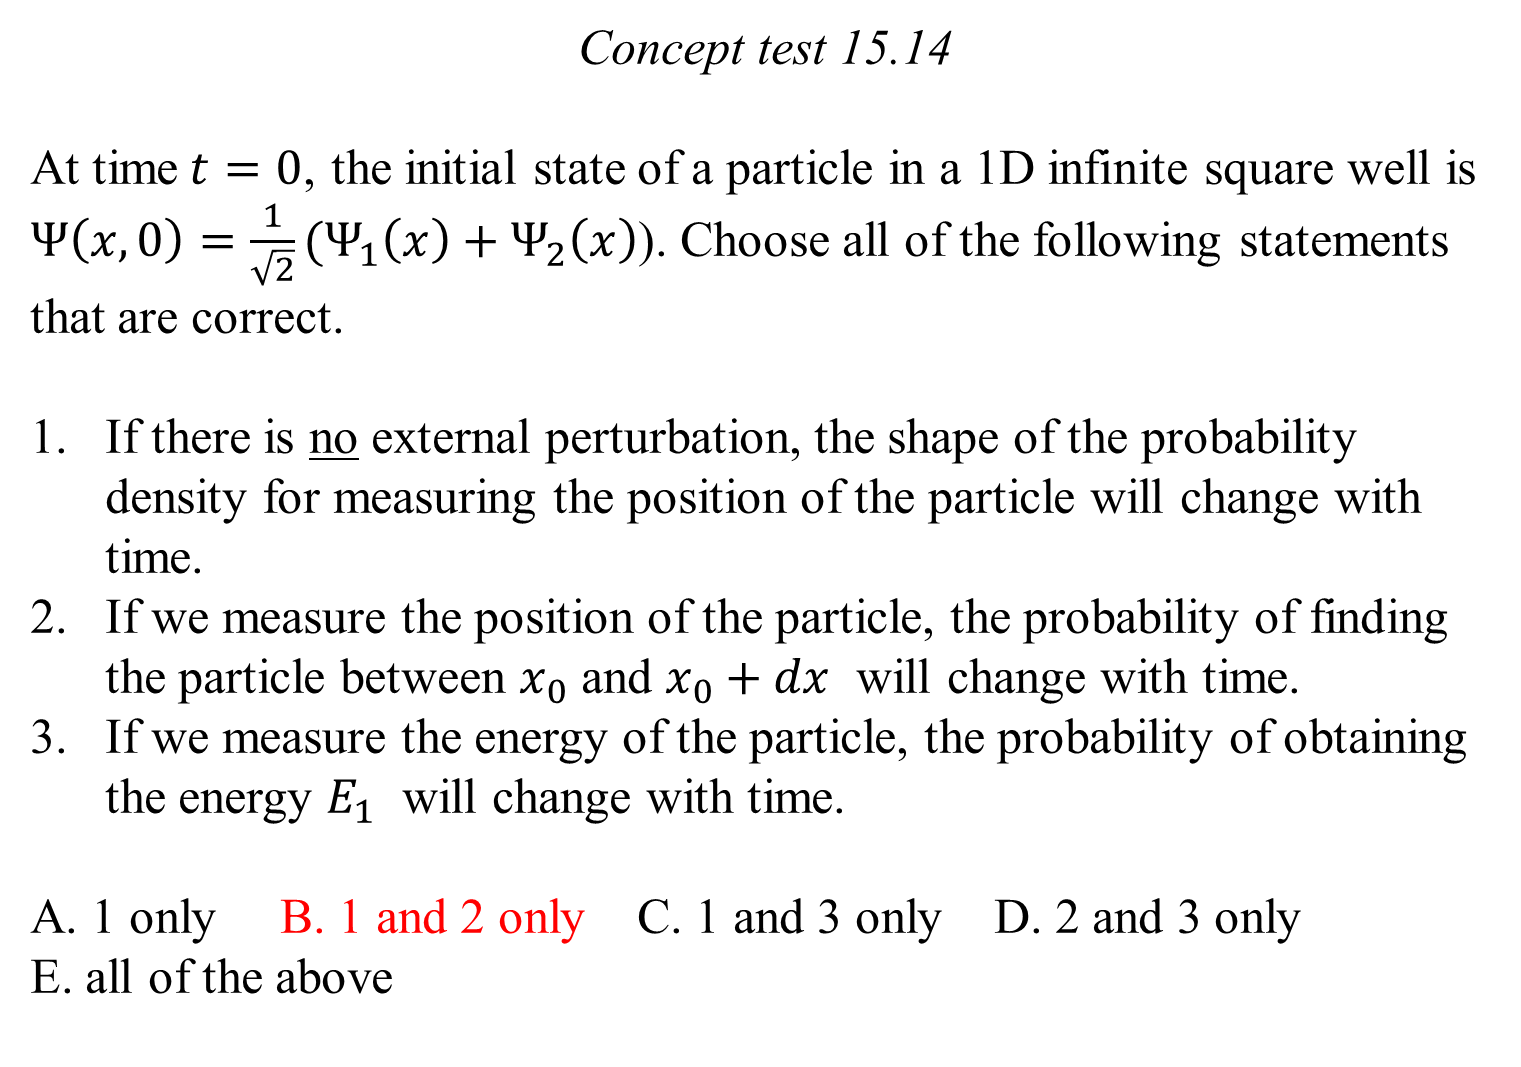 Concept test 15.14
At time t = 0, the initial state of a particle in a 1D infinite square well is
Ψ(x, 0) = 1/√2 (Ψ₁(x) + Ψ₂(x)). Choose all of the following statements
that are correct.
1. If there is no external perturbation, the shape of the probability
density for measuring the position of the particle will change with
time.
2. If we measure the position of the particle, the probability of finding
the particle between x₀ and x₀ + dx will change with time.
3. If we measure the energy of the particle, the probability of obtaining
the energy E₁ will change with time.
A. 1 only B. 1 and 2 only C. 1 and 3 only D. 2 and 3 only
E. all of the above